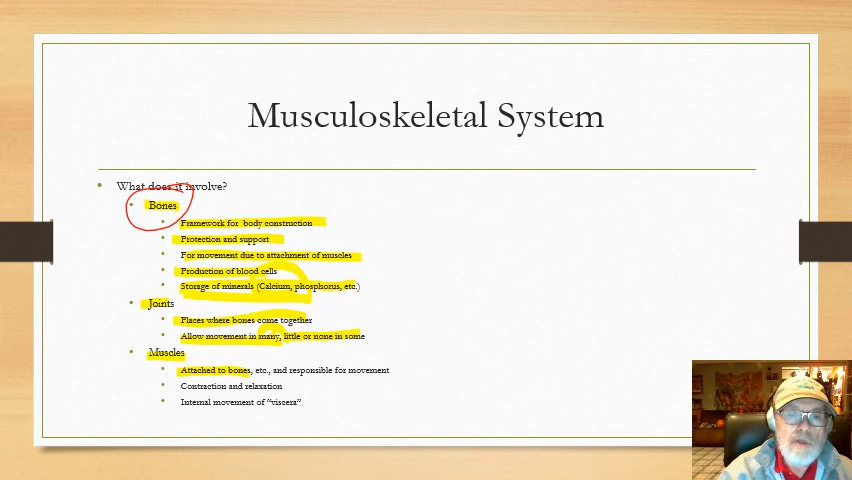 Musculoskeletal System
What does it involve?
Bones
Framework for body construction
Protection and support
For movement due to attachment of muscles
Production of blood cells
Storage of minerals (Calcium, phosphorus, etc.)
Joints
Places where bones come together
Allow movement in many, little or none in some
Muscles
Attached to bones, etc., and responsible for movement
Contraction and relaxation
Internal movement of “viscera”